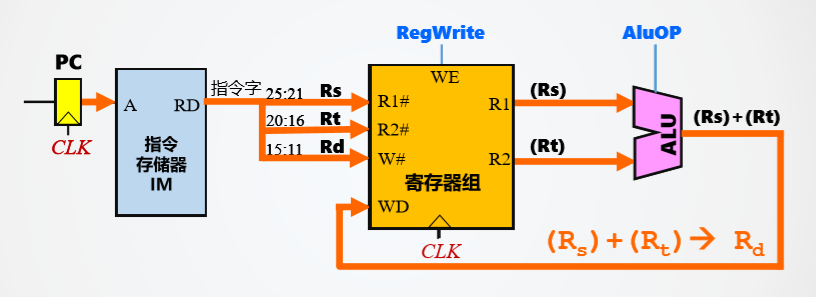 RegWrite
AluOP
PC
CLK
A
RD
指令
存储器
IM
指令字
25:21
Rs
20:16
Rt
15:11
Rd
WE
R1#
R2#
W#
WD
R1
R2
寄存器组
CLK
(Rs)
(Rt)
ALU
(Rs)+(Rt)
(Rs)+(Rt)→ Rd